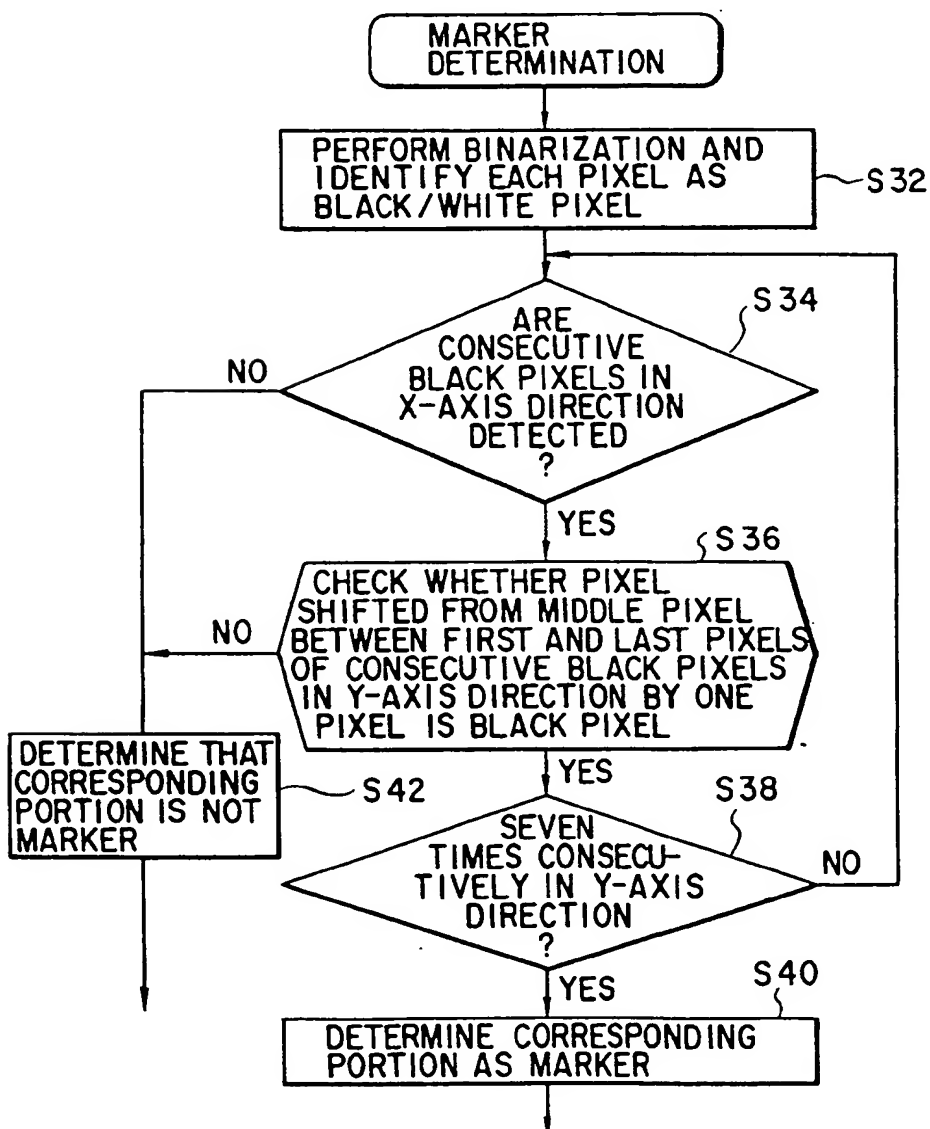 MARKER
DETERMINATION
PERFORM BINARIZATION AND
IDENTIFY EACH PIXEL AS
BLACK/WHITE PIXEL
S32
ARE
CONSECUTIVE
BLACK PIXELS IN
X-AXIS DIRECTION
DETECTED
?
S34
NO
YES
S36
CHECK WHETHER PIXEL
SHIFTED FROM MIDDLE PIXEL
BETWEEN FIRST AND LAST PIXELS
OF CONSECUTIVE BLACK PIXELS
IN Y-AXIS DIRECTION BY ONE
PIXEL IS BLACK PIXEL
NO
YES
DETERMINE THAT
CORRESPONDING
PORTION IS NOT
MARKER
S42
S38
SEVEN
TIMES CONSECU-
TIVELY IN Y-AXIS
DIRECTION
?
NO
YES
S40
DETERMINE CORRESPONDING
PORTION AS MARKER